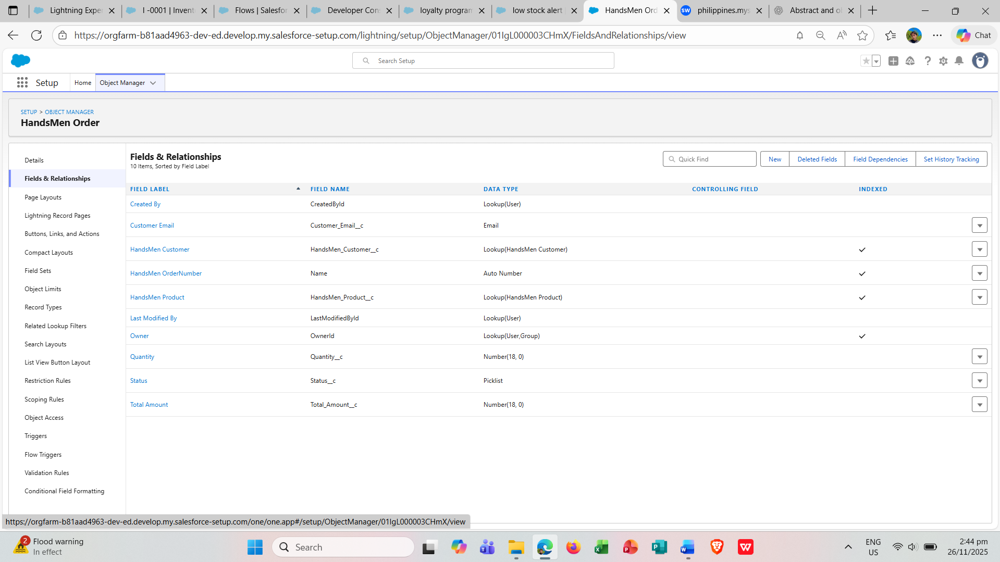 Lightning Exper
I -0001 | Invent
Flows | Salesfor
Developer Cons
loyalty program
low stock alert
HandsMen Ord
SW philippines.mys
Abstract and ol
https://orgfarm-b81aad4963-dev-ed.develop.my.salesforce-setup.com/lightning/setup/ObjectManager/01IgL000003CHmX/FieldsAndRelationships/view
Chat
Search Setup
Setup
Home
Object Manager
SETUP > OBJECT MANAGER
HandsMen Order
Details
Fields & Relationships
Page Layouts
Lightning Record Pages
Buttons, Links, and Actions
Compact Layouts
Field Sets
Object Limits
Record Types
Related Lookup Filters
Search Layouts
List View Button Layout
Restriction Rules
Scoping Rules
Object Access
Triggers
Flow Triggers
Validation Rules
Conditional Field Formatting
Fields & Relationships
10 Items, Sorted by Field Label
Quick Find
New
Deleted Fields
Field Dependencies
Set History Tracking
FIELD LABEL FIELD NAME DATA TYPE CONTROLLING FIELD INDEXED
Created By CreatedById Lookup(User)
Customer Email Customer_Email__c Email
HandsMen Customer HandsMen_Customer__c Lookup(HandsMen Customer)
HandsMen OrderNumber Name Auto Number
HandsMen Product HandsMen_Product__c Lookup(HandsMen Product)
Last Modified By LastModifiedById Lookup(User)
Owner OwnerId Lookup(User,Group)
Quantity Quantity__c Number(18, 0)
Status Status__c Picklist
Total Amount Total_Amount__c Number(18, 0)
https://orgfarm-b81aad4963-dev-ed.develop.my.salesforce-setup.com/one/one.app#/setup/ObjectManager/01IgL000003CHmX/view
2
Flood warning
In effect
Search
ENG
US
2:44 pm
26/11/2025